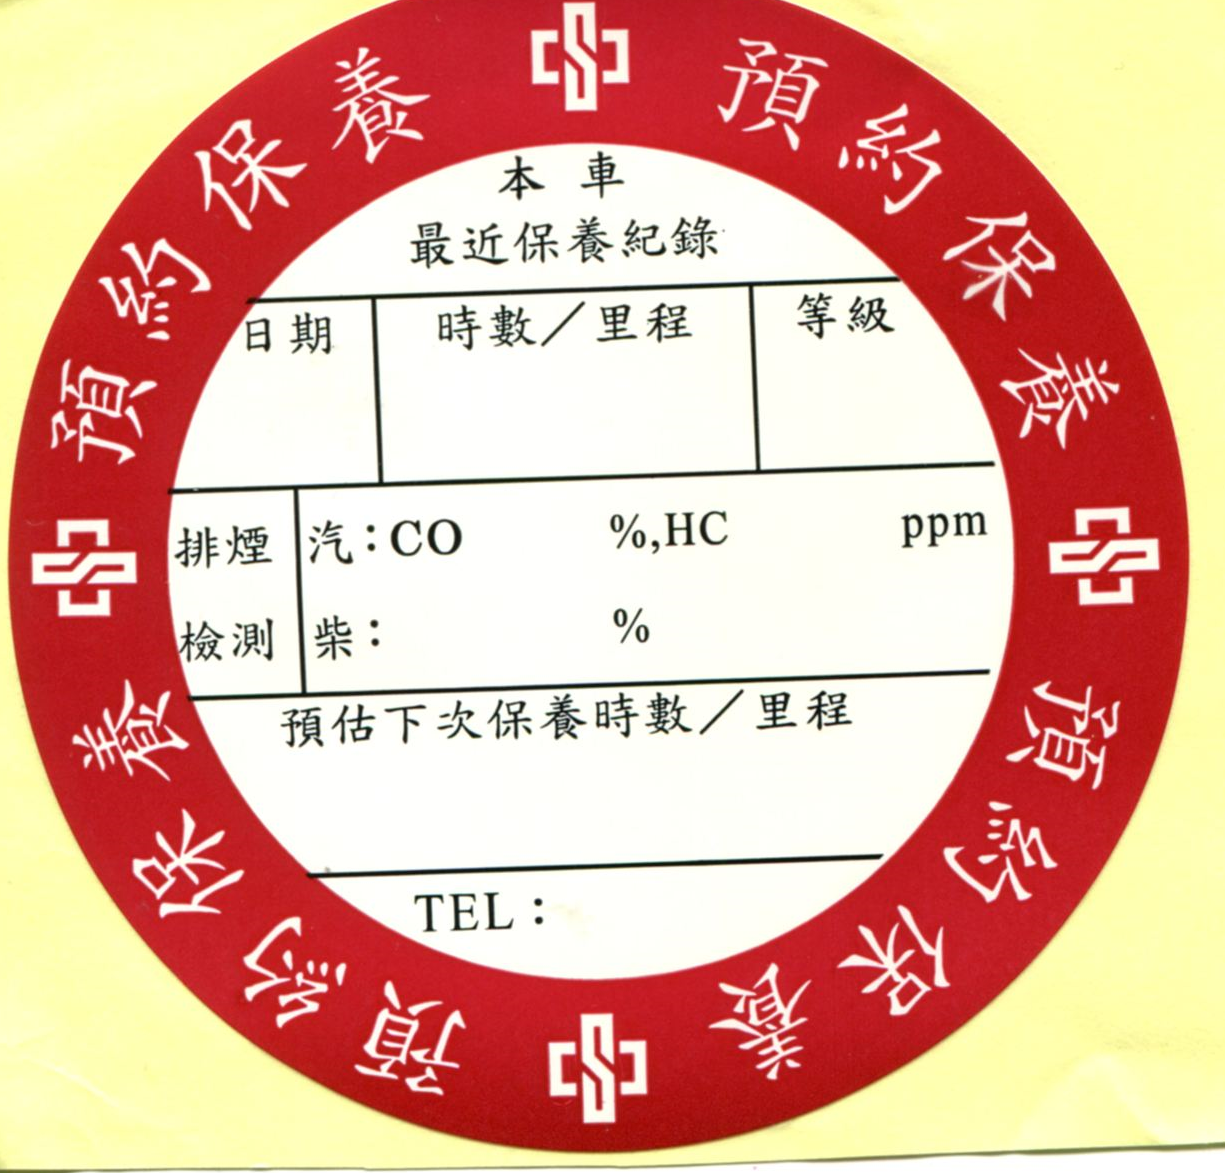 預約保養
預約保養
預約保養
預約保養
本車
最近保養紀錄
日期 時數／里程 等級
排煙 汽：CO %,HC ppm
檢測 柴： %
預估下次保養時數／里程
TEL：